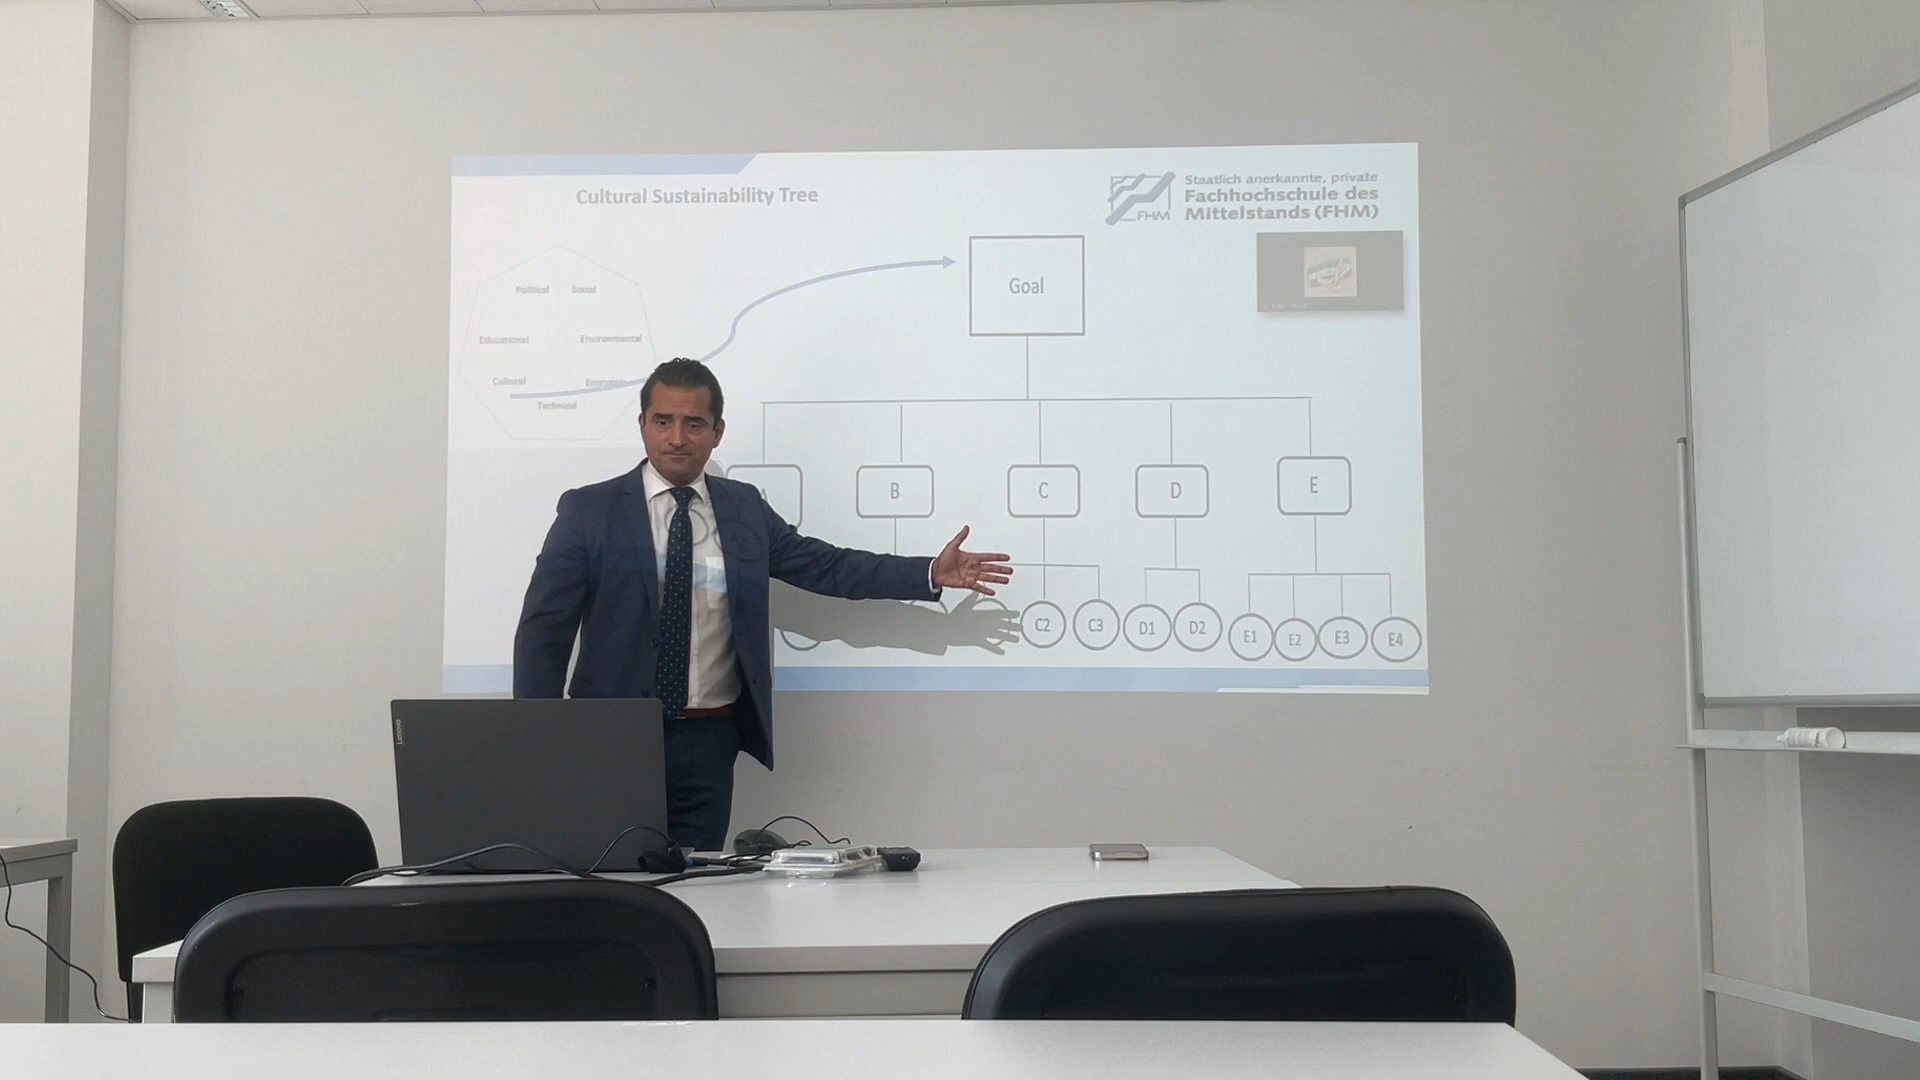 Cultural Sustainability Tree
Staatlich anerkannte, private
Fachhochschule des
Mittelstands (FHM)
FHM
Political
Social
Educational
Environmental
Cultural
Economic
Technical
Goal
A
B
C
D
E
C2
C3
D1
D2
E1
E2
E3
E4
Lenovo